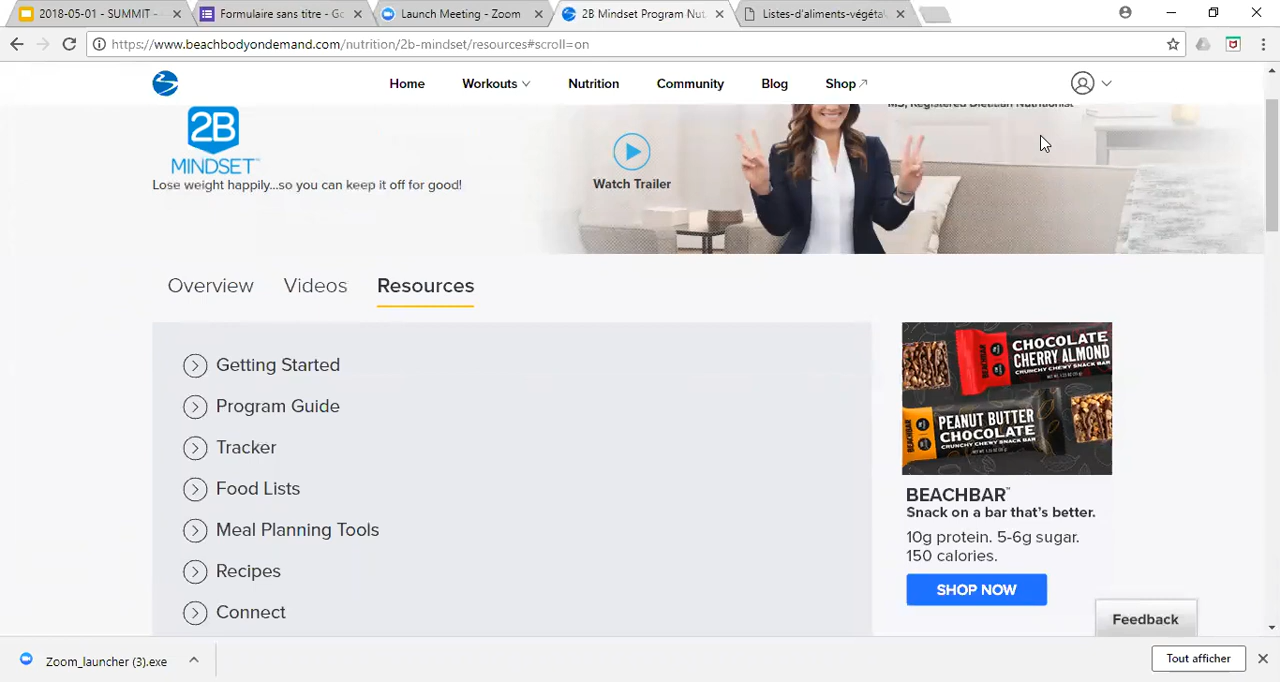 2018-05-01 - SUMMIT -
Formulaire sans titre - Go
Launch Meeting - Zoom
2B Mindset Program Nut
Listes-d'aliments-végéta
https://www.beachbodyondemand.com/nutrition/2b-mindset/resources#scroll=on
Home
Workouts
Nutrition
Community
Blog
Shop
MS, Registered Dietitian Nutritionist
2B
MINDSET
Lose weight happily...so you can keep it off for good!
Watch Trailer
Overview
Videos
Resources
Getting Started
Program Guide
Tracker
Food Lists
Meal Planning Tools
Recipes
Connect
BEACHBAR
CHOCOLATE
CHERRY ALMOND
CRUNCHY CHEWY SNACK BAR
BEACHBAR
PEANUT BUTTER
CHOCOLATE
CRUNCHY CHEWY SNACK BAR
BEACHBAR™
Snack on a bar that's better.
10g protein. 5-6g sugar.
150 calories.
SHOP NOW
Feedback
Zoom_launcher (3).exe
Tout afficher